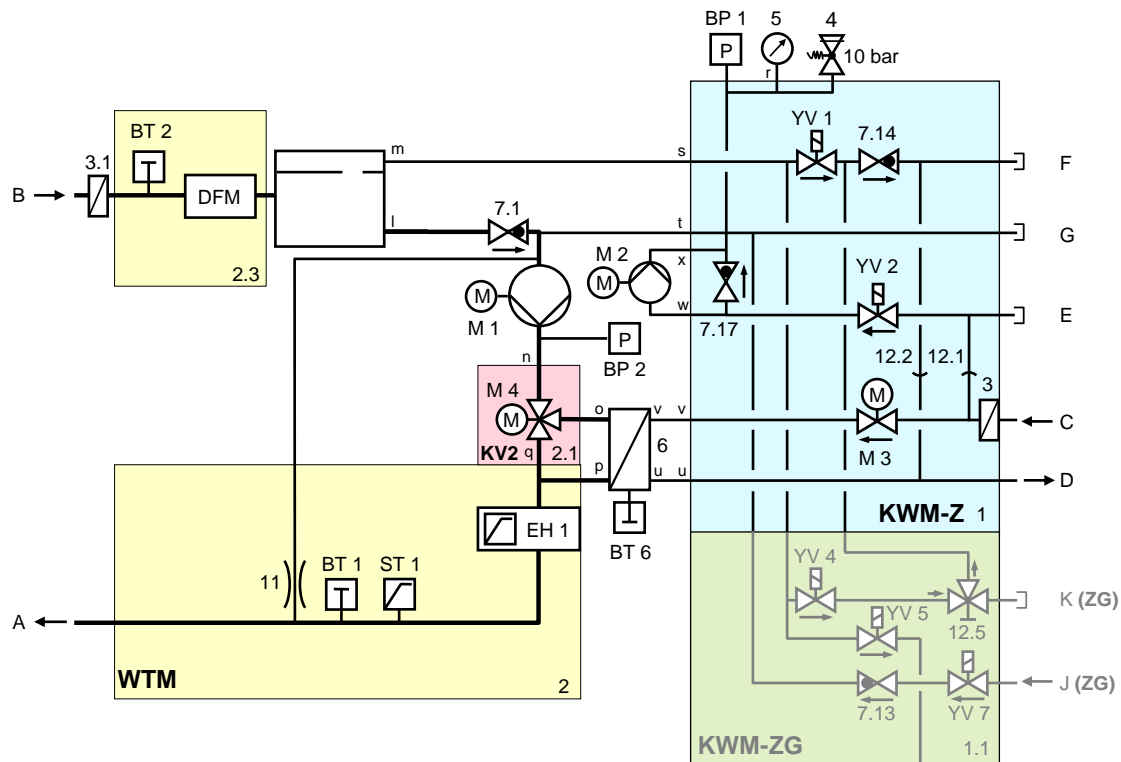 BP 1
5
4
P
10 bar
r
BT 2
YV 1
7.14
3.1
m
s
F
B
DFM
l
7.1
t
G
M 2
x
YV 2
2.3
M
M
w
E
M 1
7.17
P
12.2
12.1
n
BP 2
3
M 4
M
M
o
v
v
C
6
M 3
KV2
q
2.1
p
u
u
D
EH 1
KWM-Z
1
BT 6
BT 1
ST 1
YV 4
11
K (ZG)
YV 5
A
12.5
WTM
J (ZG)
2
7.13
YV 7
KWM-ZG
1.1